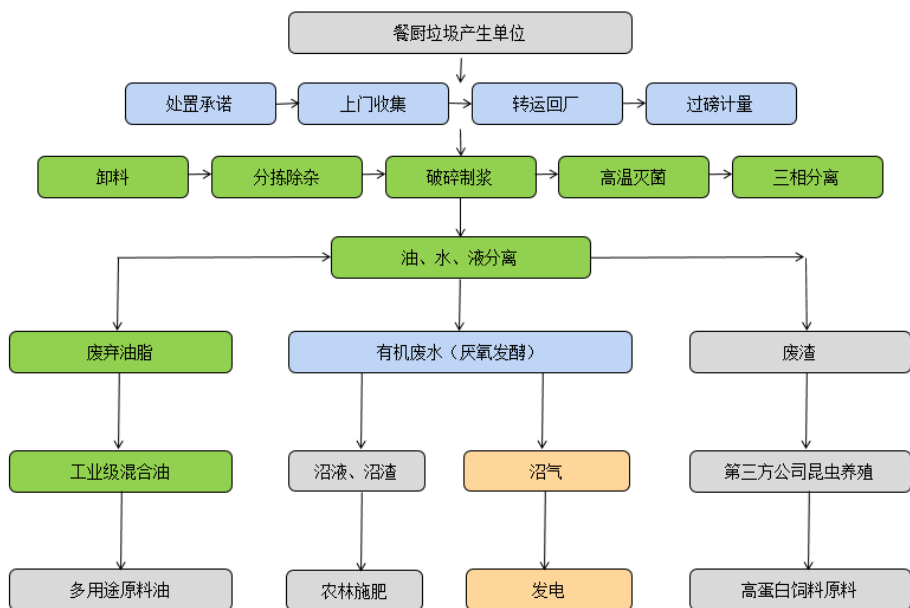 餐厨垃圾产生单位
处置承诺
上门收集
转运回厂
过磅计量
卸料
分拣除杂
破碎制浆
高温灭菌
三相分离
油、水、液分离
废弃油脂
有机废水（厌氧发酵）
废渣
工业级混合油
沼液、沼渣
沼气
第三方公司昆虫养殖
多用途原料油
农林施肥
发电
高蛋白饲料原料